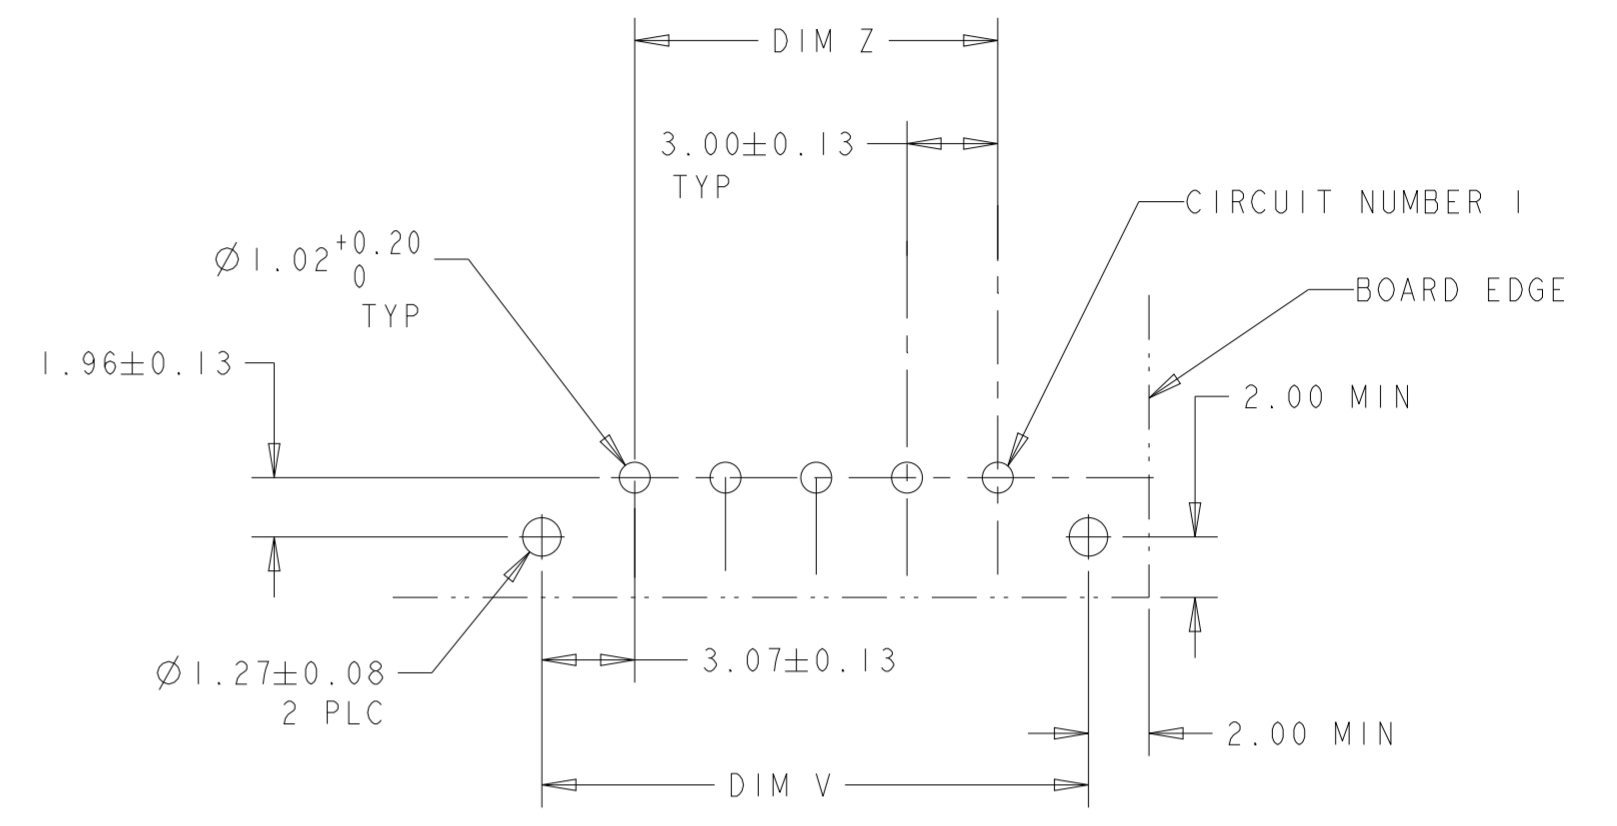 DIM Z
3.00±0.13
TYP
CIRCUIT NUMBER 1
Ø1.02 +0.20
0
TYP
BOARD EDGE
1.96±0.13
2.00 MIN
3.07±0.13
Ø1.27±0.08
2 PLC
2.00 MIN
DIM V